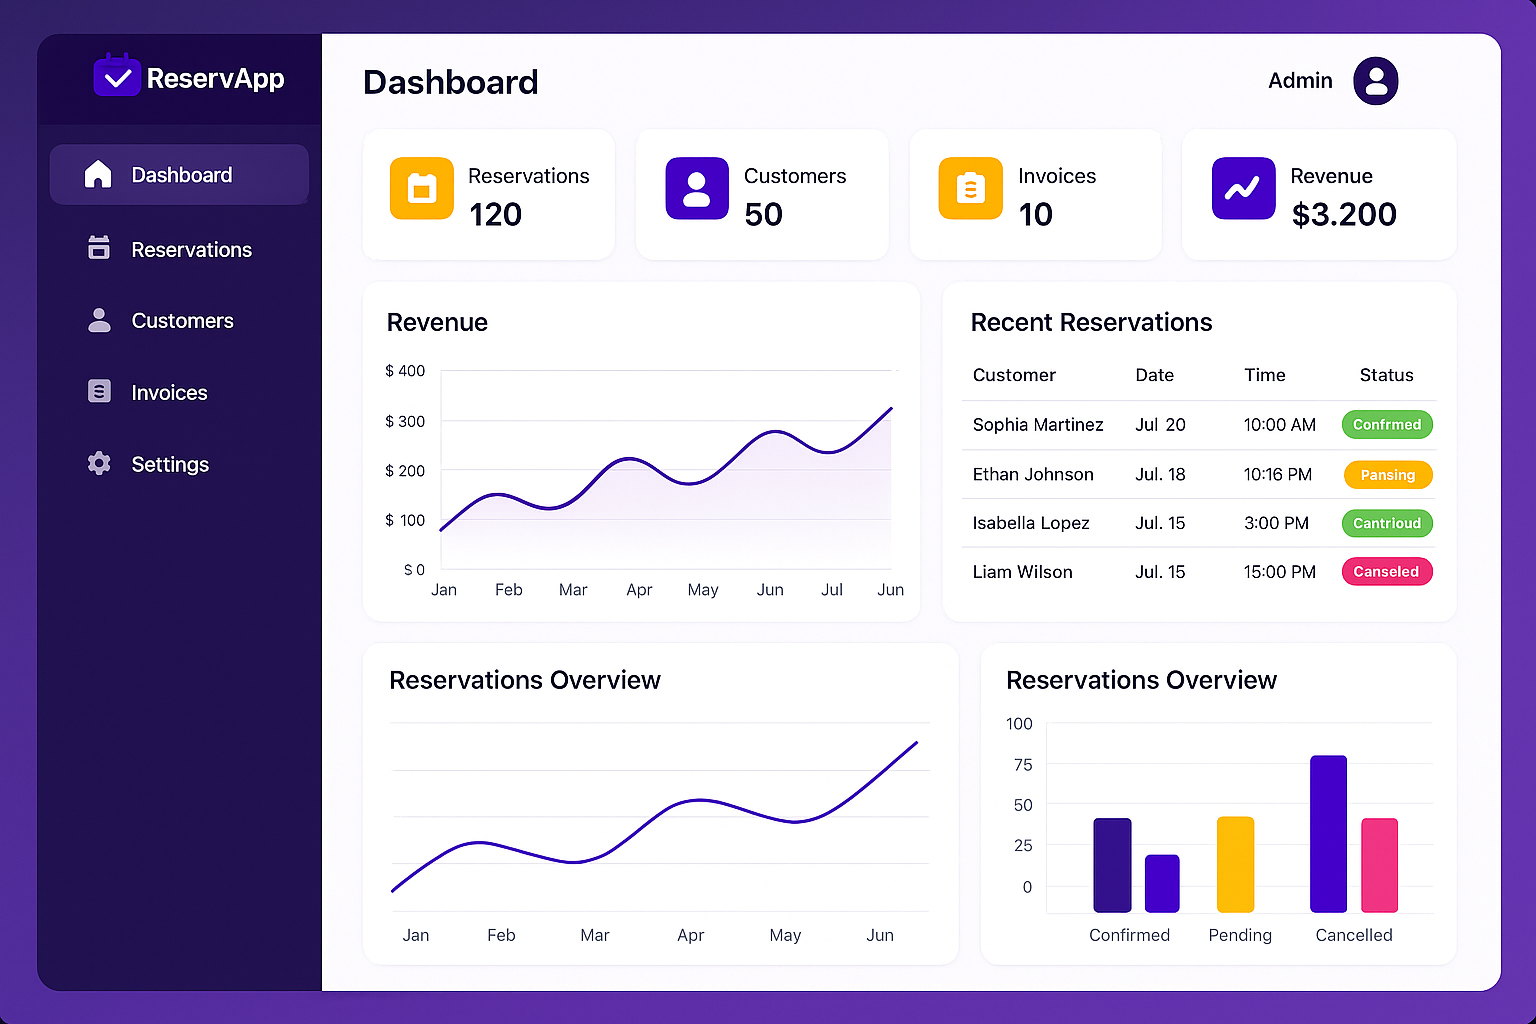 ReservApp
Dashboard
Reservations
Customers
Invoices
Settings
Dashboard
Admin
Reservations
120
Customers
50
Invoices
10
Revenue
$3.200
Revenue
$ 400
$ 300
$ 200
$ 100
$ 0
Jan Feb Mar Apr May Jun Jul Jun
Recent Reservations
Customer Date Time Status
Sophia Martinez Jul 20 10:00 AM Confrmed
Ethan Johnson Jul. 18 10:16 PM Pansing
Isabella Lopez Jul. 15 3:00 PM Cantrioud
Liam Wilson Jul. 15 15:00 PM Canseled
Reservations Overview
Jan Feb Mar Apr May Jun
Reservations Overview
100
75
50
25
0
Confirmed Pending Cancelled